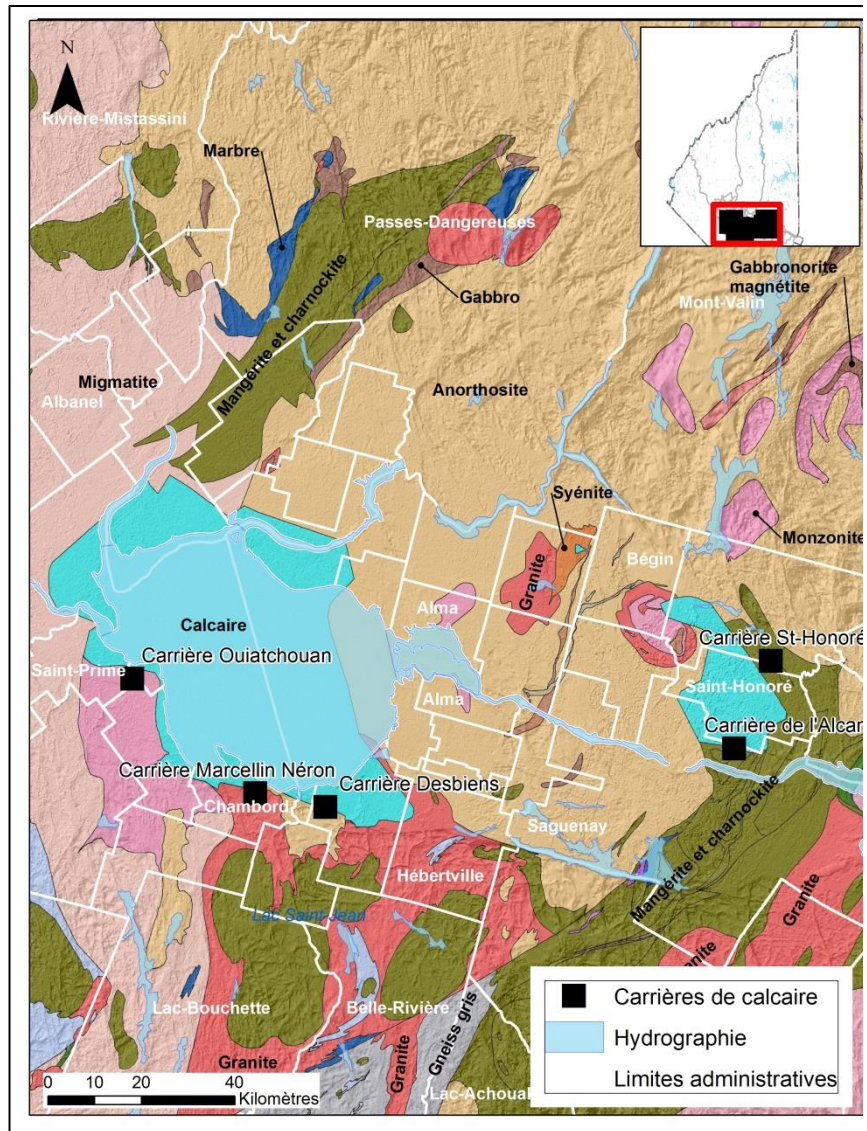 N
Rivière-Mistassini
Marbre
Passes-Dangereuses
Gabbro
Gabbronorite
magnétite
Mont-Valin
Mangérite et charnockite
Migmatite
Albanel
Anorthosite
Syénite
Monzonite
Granite
Bégin
Alma
Calcaire
Carrière St-Honoré
Saint-Prime
Carrière Ouiatchouan
Saint-Honoré
Alma
Carrière de l'Alcan
Carrière Marcellin Néron
Carrière Desbiens
Chambord
Saguenay
Mangérite et charnockite
Hébertville
Granite
Lac Saint-Jean
Lac-Bouchette
Belle-Rivière
Gneiss gris
Granite
Granite
Carrières de calcaire
Hydrographie
Limites administratives
0 10 20 40
Kilomètres